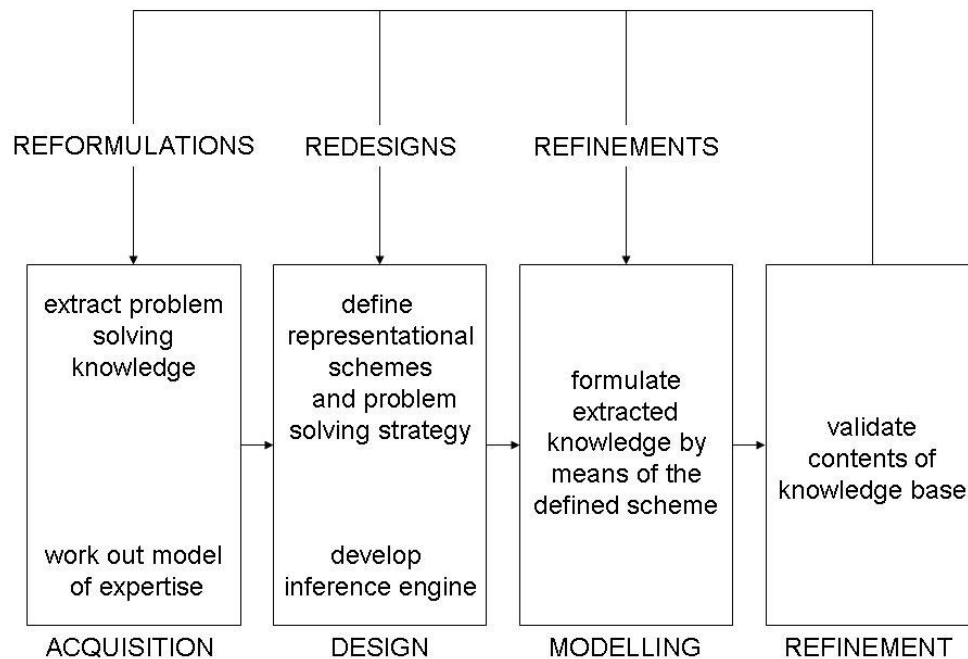 REFORMULATIONS
REDESIGNS
REFINEMENTS
extract problem
solving
knowledge
work out model
of expertise
define
representational
schemes
and problem
solving strategy
develop
inference engine
formulate
extracted
knowledge by
means of the
defined scheme
validate
contents of
knowledge base
ACQUISITION
DESIGN
MODELLING
REFINEMENT